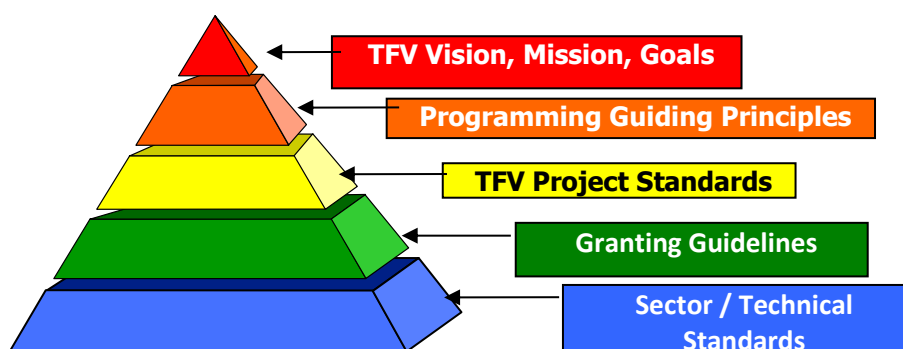 TFV Vision, Mission, Goals
Programming Guiding Principles
TFV Project Standards
Granting Guidelines
Sector / Technical
Standards